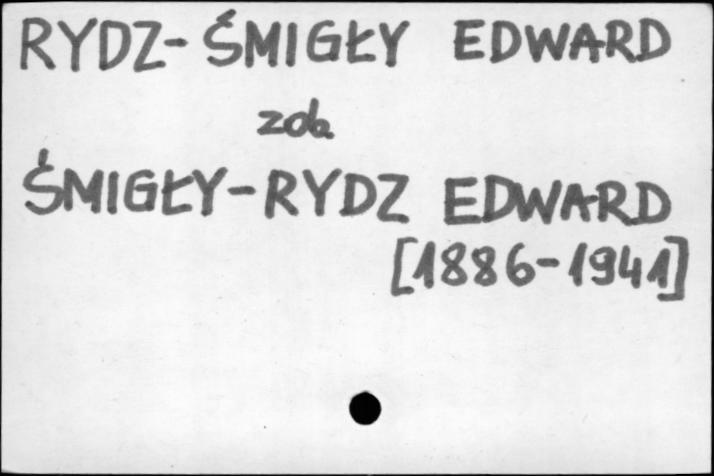 RYDZ-ŚMIGŁY EDWARD
zob.
ŚMIGŁY-RYDZ EDWARD
[1886-1941]